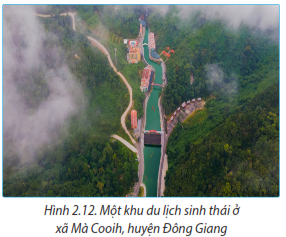 Hình 2.12. Một khu du lịch sinh thái ở
xã Mà Cooih, huyện Đông Giang